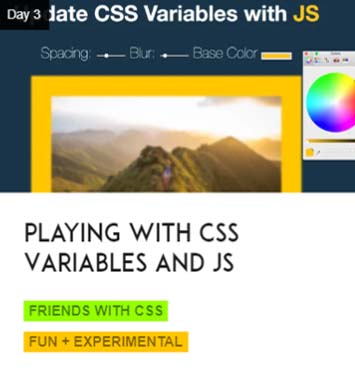 Day 3
date CSS Variables with JS
Spacing: Blur: Base Color
PLAYING WITH CSS
VARIABLES AND JS
FRIENDS WITH CSS
FUN + EXPERIMENTAL